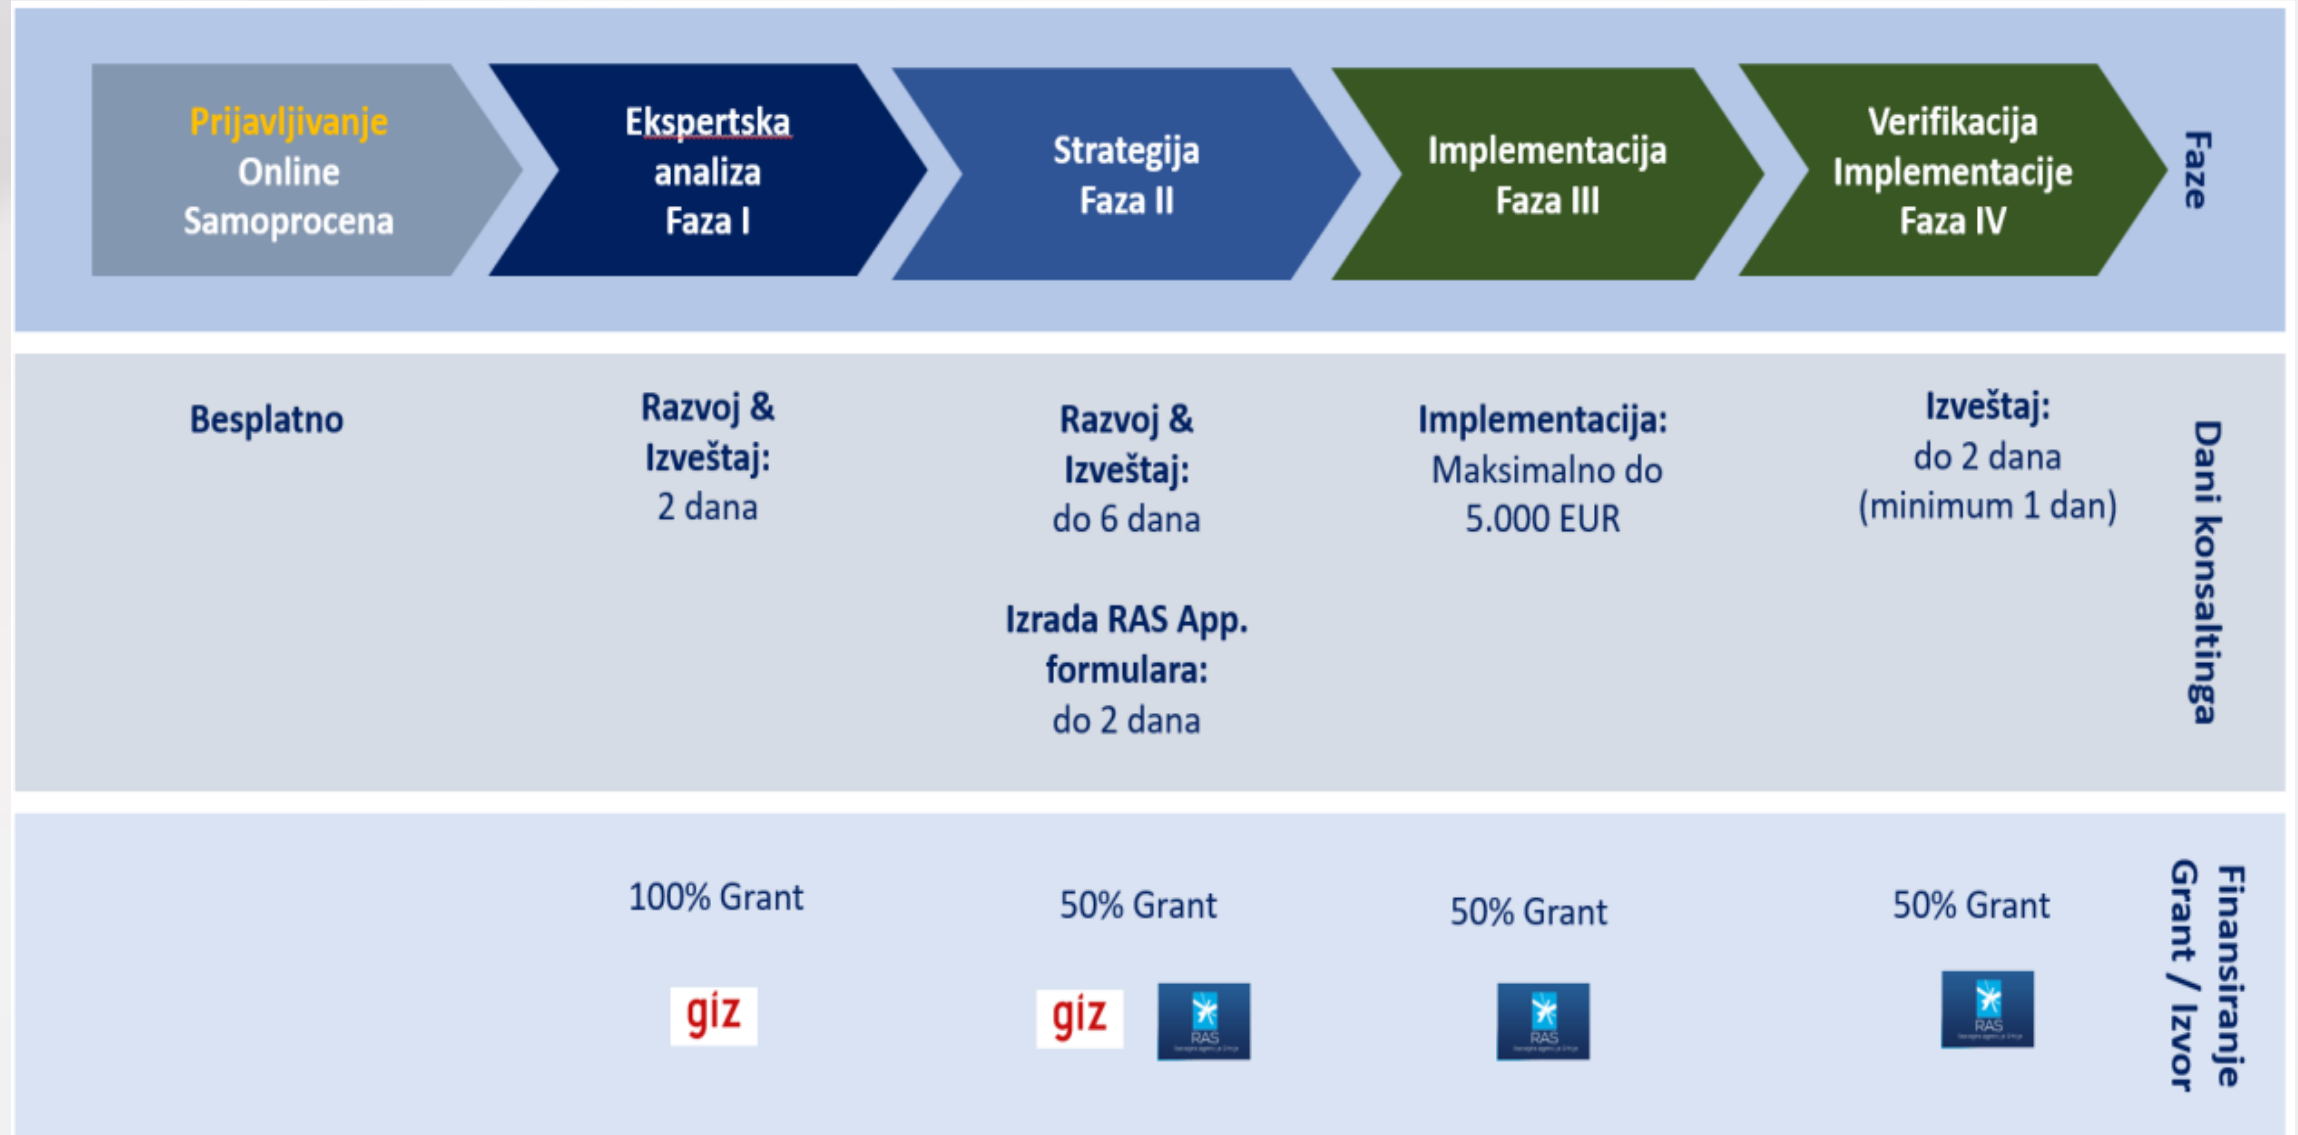 Prijavljivanje
Online
Samoprocena
Ekspertska
analiza
Faza I
Strategija
Faza II
Implementacija
Faza III
Verifikacija
Implementacije
Faza IV
Faze
Besplatno
Razvoj &
Izveštaj:
2 dana
Razvoj &
Izveštaj:
do 6 dana
Izrada RAS App.
formulara:
do 2 dana
Implementacija:
Maksimalno do
5.000 EUR
Izveštaj:
do 2 dana
(minimum 1 dan)
Dani konsaltinga
100% Grant
giz
50% Grant
giz
RAS
50% Grant
RAS
50% Grant
RAS
Finansiranje
Grant / Izvor